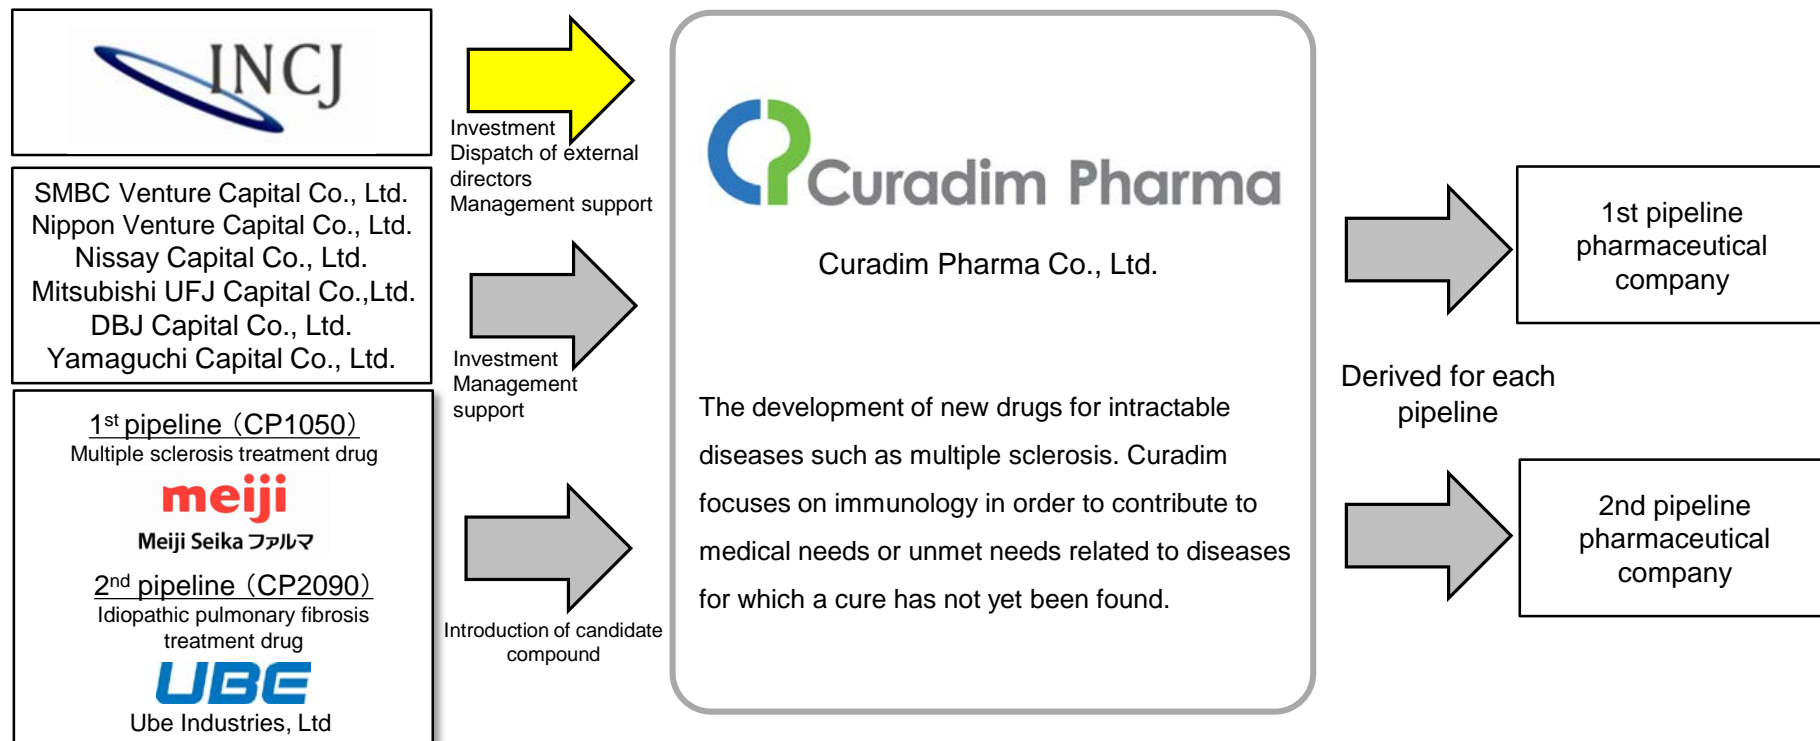 INCJ
SMBC Venture Capital Co., Ltd.
Nippon Venture Capital Co., Ltd.
Nissay Capital Co., Ltd.
Mitsubishi UFJ Capital Co.,Ltd.
DBJ Capital Co., Ltd.
Yamaguchi Capital Co., Ltd.
1st pipeline（CP1050）
Multiple sclerosis treatment drug
meiji
Meiji Seika ファルマ
2nd pipeline（CP2090）
Idiopathic pulmonary fibrosis
treatment drug
UBE
Ube Industries, Ltd
Investment
Dispatch of external
directors
Management support
Investment
Management
support
Introduction of candidate
compound
CP Curadim Pharma
Curadim Pharma Co., Ltd.
The development of new drugs for intractable
diseases such as multiple sclerosis. Curadim
focuses on immunology in order to contribute to
medical needs or unmet needs related to diseases
for which a cure has not yet been found.
1st pipeline
pharmaceutical
company
Derived for each
pipeline
2nd pipeline
pharmaceutical
company